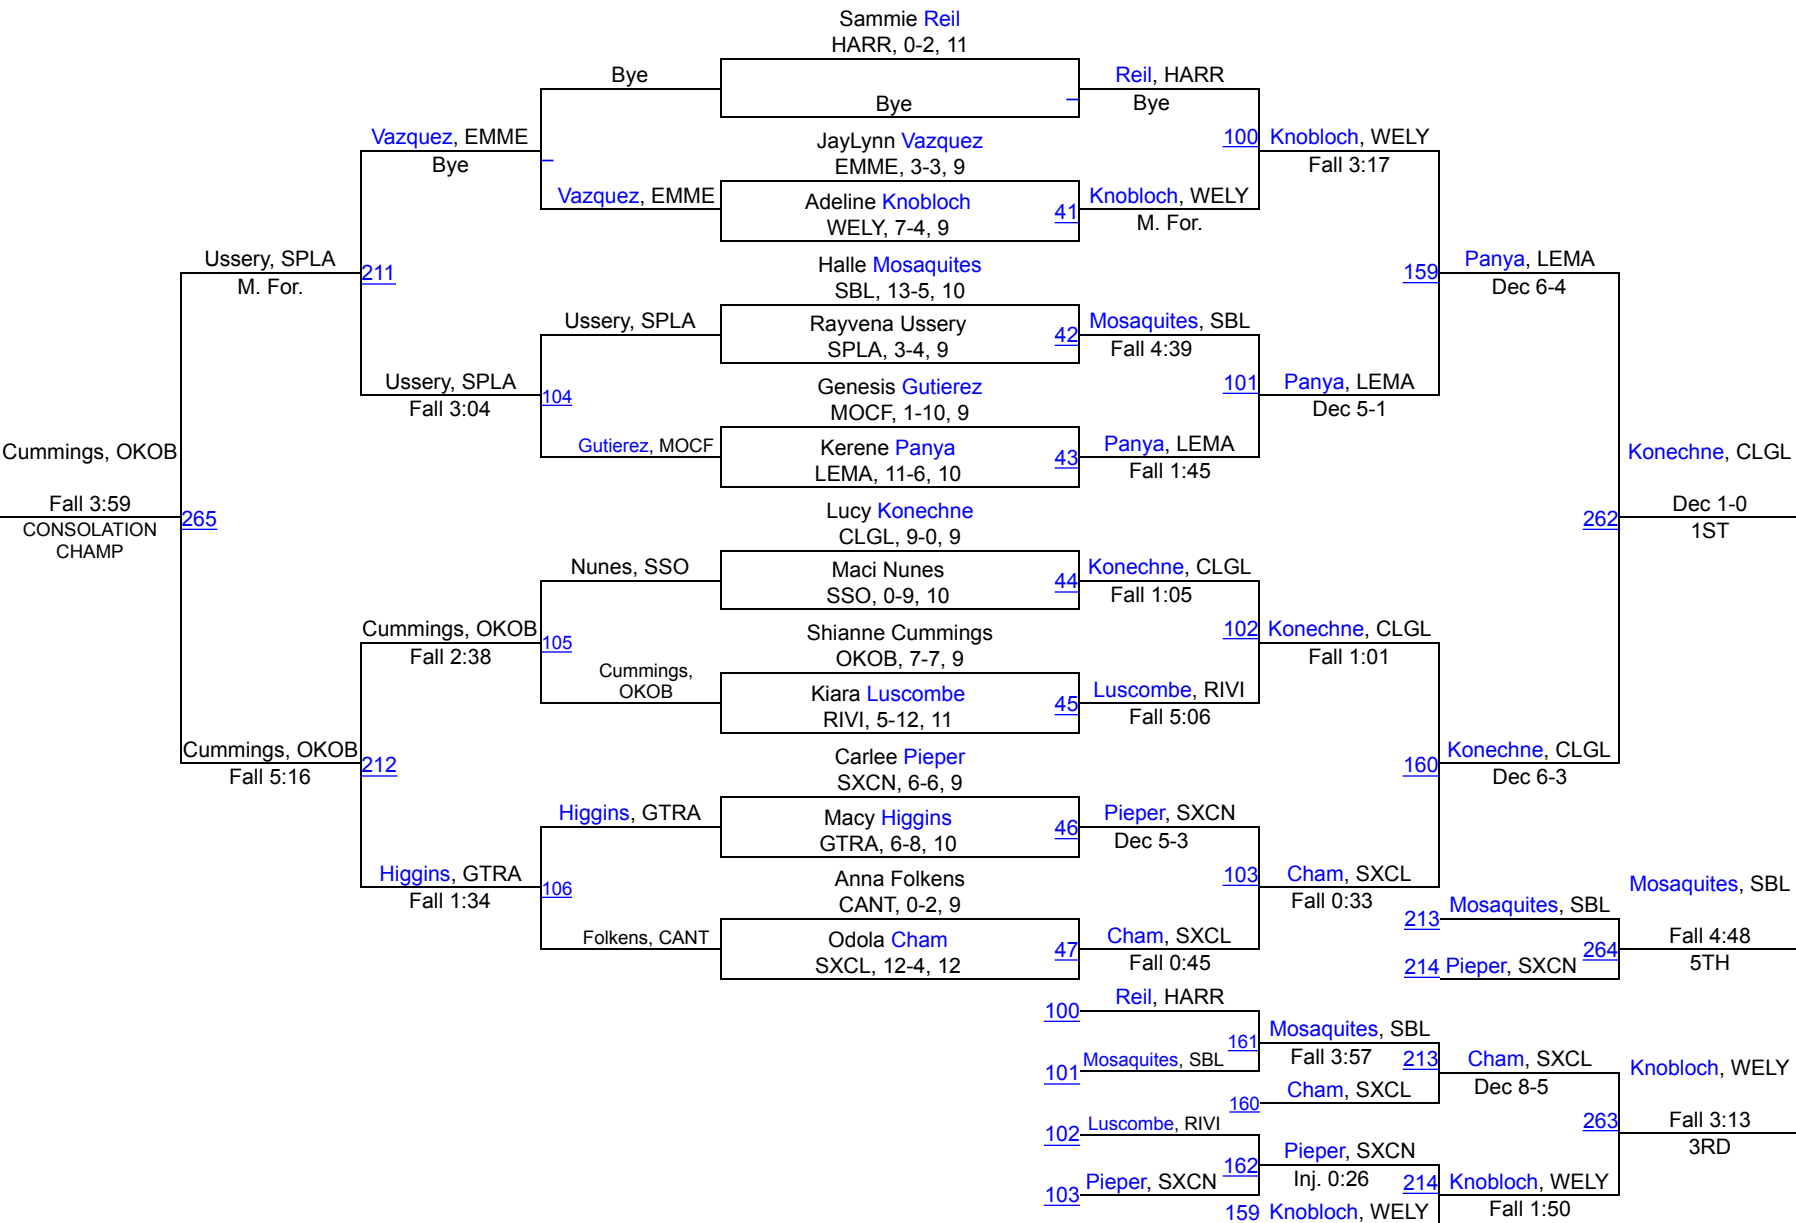 Sammie Reil
HARR, 0-2, 11
Bye
Bye
Reil, HARR
Bye
Vazquez, EMME
Bye
JayLynn Vazquez
EMME, 3-3, 9
100
Knobloch, WELY
Fall 3:17
Vazquez, EMME
Adeline Knobloch
WELY, 7-4, 9
41
Knobloch, WELY
M. For.
Ussery, SPLA
M. For.
211
Halle Mosaquites
SBL, 13-5, 10
159
Panya, LEMA
Dec 6-4
Ussery, SPLA
Rayvena Ussery
SPLA, 3-4, 9
42
Mosaquites, SBL
Fall 4:39
Ussery, SPLA
Fall 3:04
104
Genesis Gutierez
MOCF, 1-10, 9
101
Panya, LEMA
Dec 5-1
Gutierez, MOCF
Kerene Panya
LEMA, 11-6, 10
43
Panya, LEMA
Fall 1:45
Cummings, OKOB
Fall 3:59
CONSOLATION
CHAMP
265
Lucy Konechne
CLGL, 9-0, 9
262
Konechne, CLGL
Dec 1-0
1ST
Nunes, SSO
Maci Nunes
SSO, 0-9, 10
44
Konechne, CLGL
Fall 1:05
Cummings, OKOB
Fall 2:38
105
Shianne Cummings
OKOB, 7-7, 9
102
Konechne, CLGL
Fall 1:01
Cummings,
OKOB
Kiara Luscombe
RIVI, 5-12, 11
45
Luscombe, RIVI
Fall 5:06
Cummings, OKOB
Fall 5:16
212
Carlee Pieper
SXCN, 6-6, 9
160
Konechne, CLGL
Dec 6-3
Higgins, GTRA
Macy Higgins
GTRA, 6-8, 10
46
Pieper, SXCN
Dec 5-3
Higgins, GTRA
Fall 1:34
106
Anna Folkens
CANT, 0-2, 9
103
Cham, SXCL
Fall 0:33
Folkens, CANT
Odola Cham
SXCL, 12-4, 12
47
Cham, SXCL
Fall 0:45
213
Mosaquites, SBL
214
Pieper, SXCN
264
Mosaquites, SBL
Fall 4:48
5TH
100
Reil, HARR
101
Mosaquites, SBL
161
Mosaquites, SBL
Fall 3:57
160
Cham, SXCL
213
Cham, SXCL
Dec 8-5
102
Luscombe, RIVI
103
Pieper, SXCN
162
Pieper, SXCN
Inj. 0:26
159
Knobloch, WELY
214
Knobloch, WELY
Fall 1:50
263
Knobloch, WELY
Fall 3:13
3RD